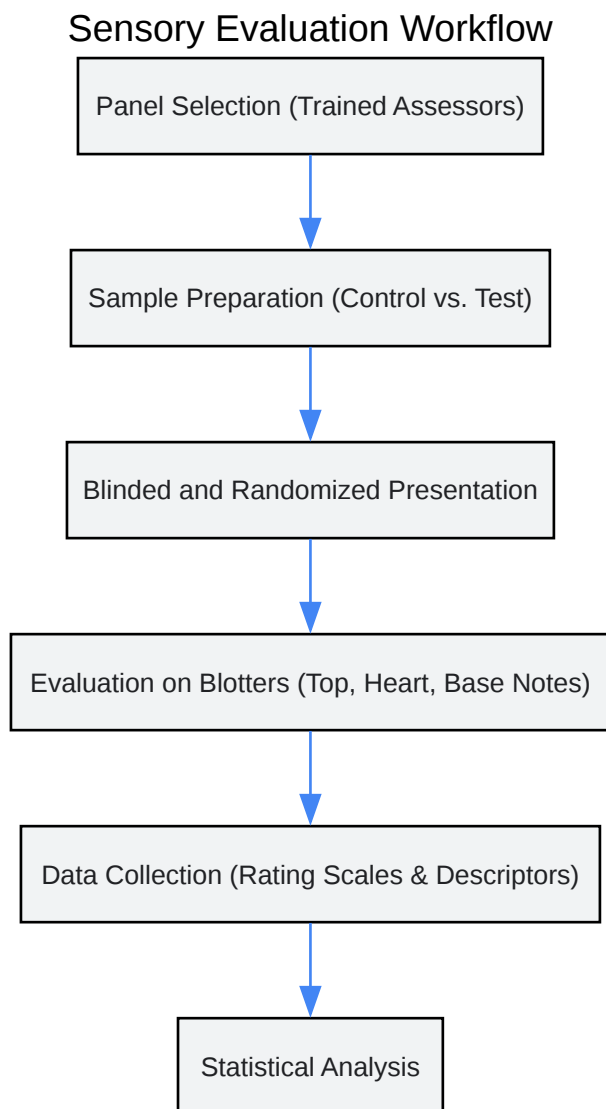 Sensory Evaluation Workflow
Panel Selection (Trained Assessors)
Sample Preparation (Control vs. Test)
Blinded and Randomized Presentation
Evaluation on Blotters (Top, Heart, Base Notes)
Data Collection (Rating Scales & Descriptors)
Statistical Analysis